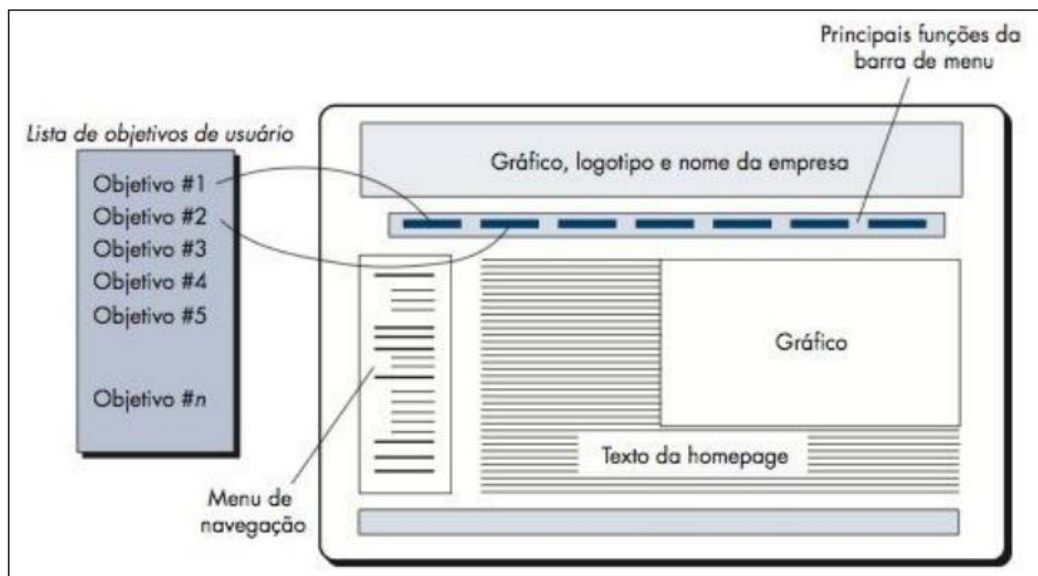 Principais funções da
barra de menu
Lista de objetivos de usuário
Objetivo #1
Objetivo #2
Objetivo #3
Objetivo #4
Objetivo #5
Objetivo #n
Gráfico, logotipo e nome da empresa
Gráfico
Texto da homepage
Menu de
navegação